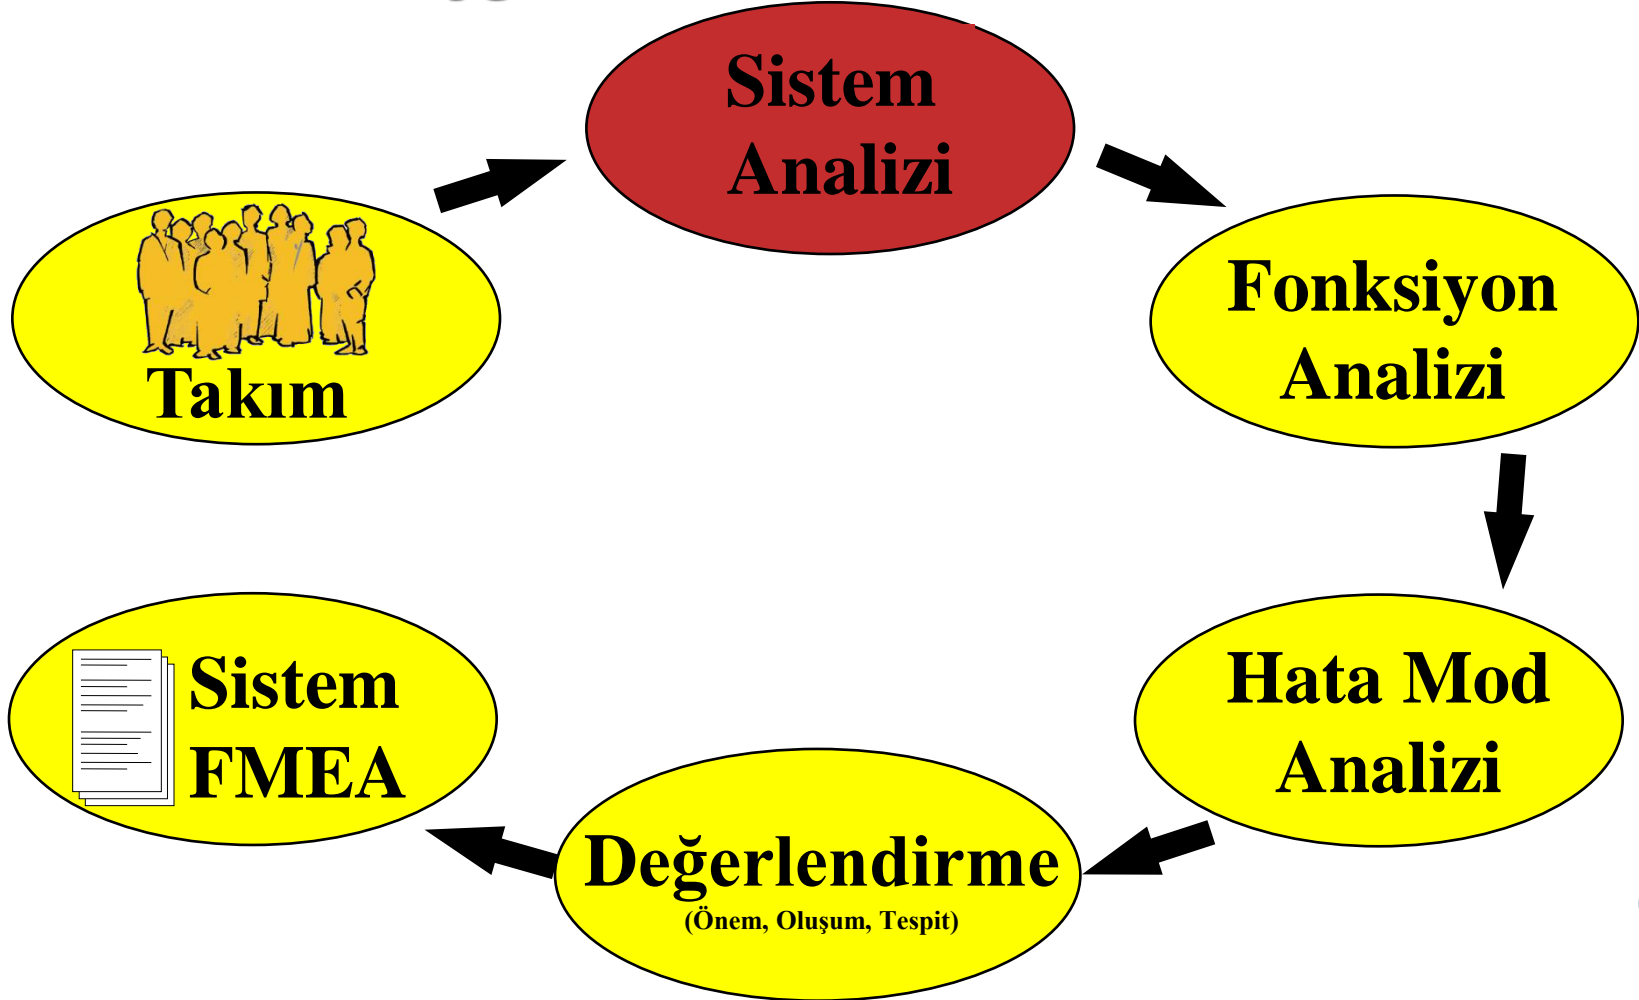 Sistem
Analizi
Takım
Fonksiyon
Analizi
Hata Mod
Analizi
Değerlendirme
(Önem, Oluşum, Tespit)
Sistem
FMEA